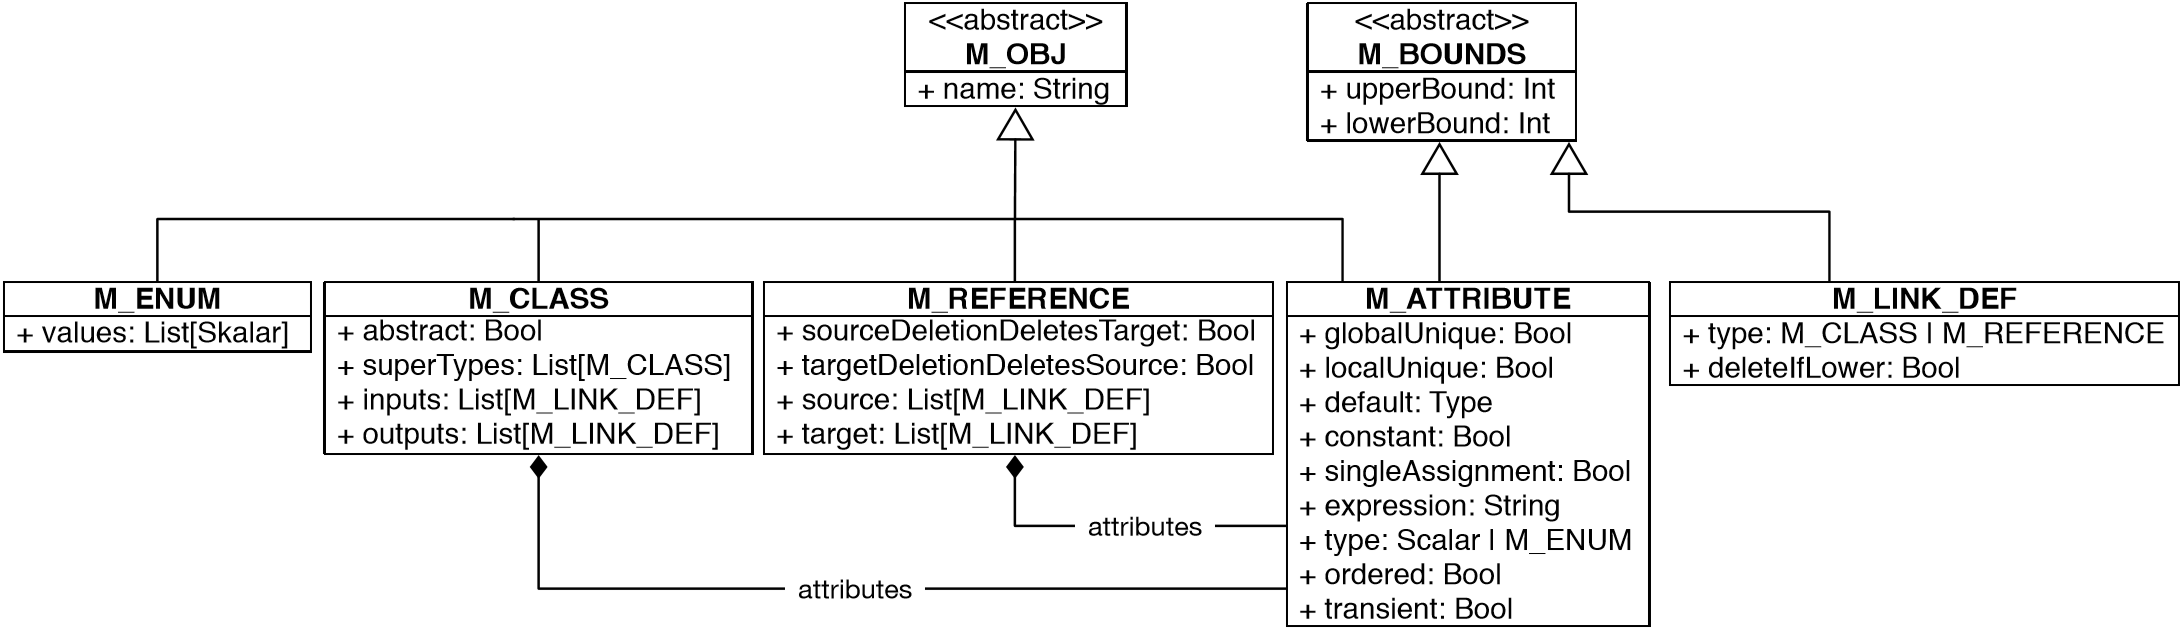 <<abstract>>
M_OBJ
+ name: String
<<abstract>>
M_BOUNDS
+ upperBound: Int
+ lowerBound: Int
M_ENUM
+ values: List[Skalar]
M_CLASS
+ abstract: Bool
+ superTypes: List[M_CLASS]
+ inputs: List[M_LINK_DEF]
+ outputs: List[M_LINK_DEF]
M_REFERENCE
+ sourceDeletionDeletesTarget: Bool
+ targetDeletionDeletesSource: Bool
+ source: List[M_LINK_DEF]
+ target: List[M_LINK_DEF]
M_ATTRIBUTE
+ globalUnique: Bool
+ localUnique: Bool
+ default: Type
+ constant: Bool
+ singleAssignment: Bool
+ expression: String
+ type: Scalar | M_ENUM
+ ordered: Bool
+ transient: Bool
M_LINK_DEF
+ type: M_CLASS | M_REFERENCE
+ deleteIfLower: Bool
attributes
attributes